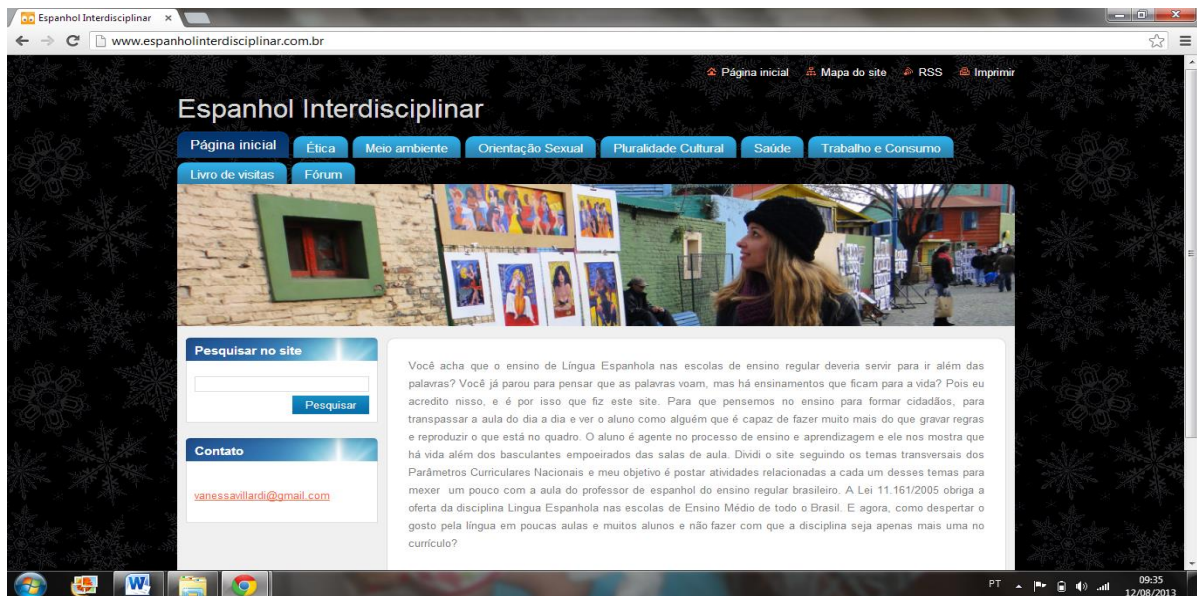 Espanhol Interdisciplinar
www.espanholinterdisciplinar.com.br
Página inicial Mapa do site RSS Imprimir
Espanhol Interdisciplinar
Página inicial Ética Meio ambiente Orientação Sexual Pluralidade Cultural Saúde Trabalho e Consumo
Livro de visitas Fórum
Pesquisar no site
Pesquisar
Contato
vanessavillardi@gmail.com
Você acha que o ensino de Língua Espanhola nas escolas de ensino regular deveria servir para ir além das
palavras? Você já parou para pensar que as palavras voam, mas há ensinamentos que ficam para a vida? Pois eu
acredito nisso, e é por isso que fiz este site. Para que pensemos no ensino para formar cidadãos, para
transpassar a aula do dia a dia e ver o aluno como alguém que é capaz de fazer muito mais do que gravar regras
e reproduzir o que está no quadro. O aluno é agente no processo de ensino e aprendizagem e ele nos mostra que
há vida além dos basculantes empoeirados das salas de aula. Dividi o site seguindo os temas transversais dos
Parâmetros Curriculares Nacionais e meu objetivo é postar atividades relacionadas a cada um desses temas para
mexer um pouco com a aula do professor de espanhol do ensino regular brasileiro. A Lei 11.161/2005 obriga a
oferta da disciplina Lingua Espanhola nas escolas de Ensino Médio de todo o Brasil. E agora, como despertar o
gosto pela língua em poucas aulas e muitos alunos e não fazer com que a disciplina seja apenas mais uma no
currículo?
PT
09:35
12/08/2013